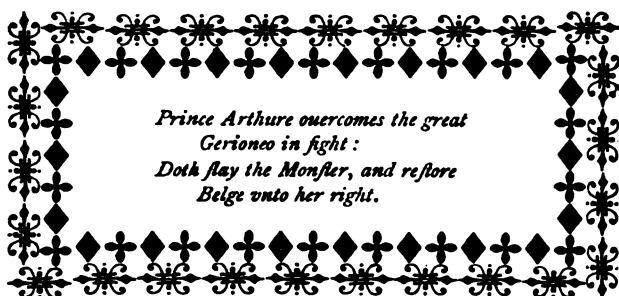 Prince Arthure ouercomes the great
Gerioneo in fight :
Doth ſlay the Monſter, and reſtore
Belge vnto her right.